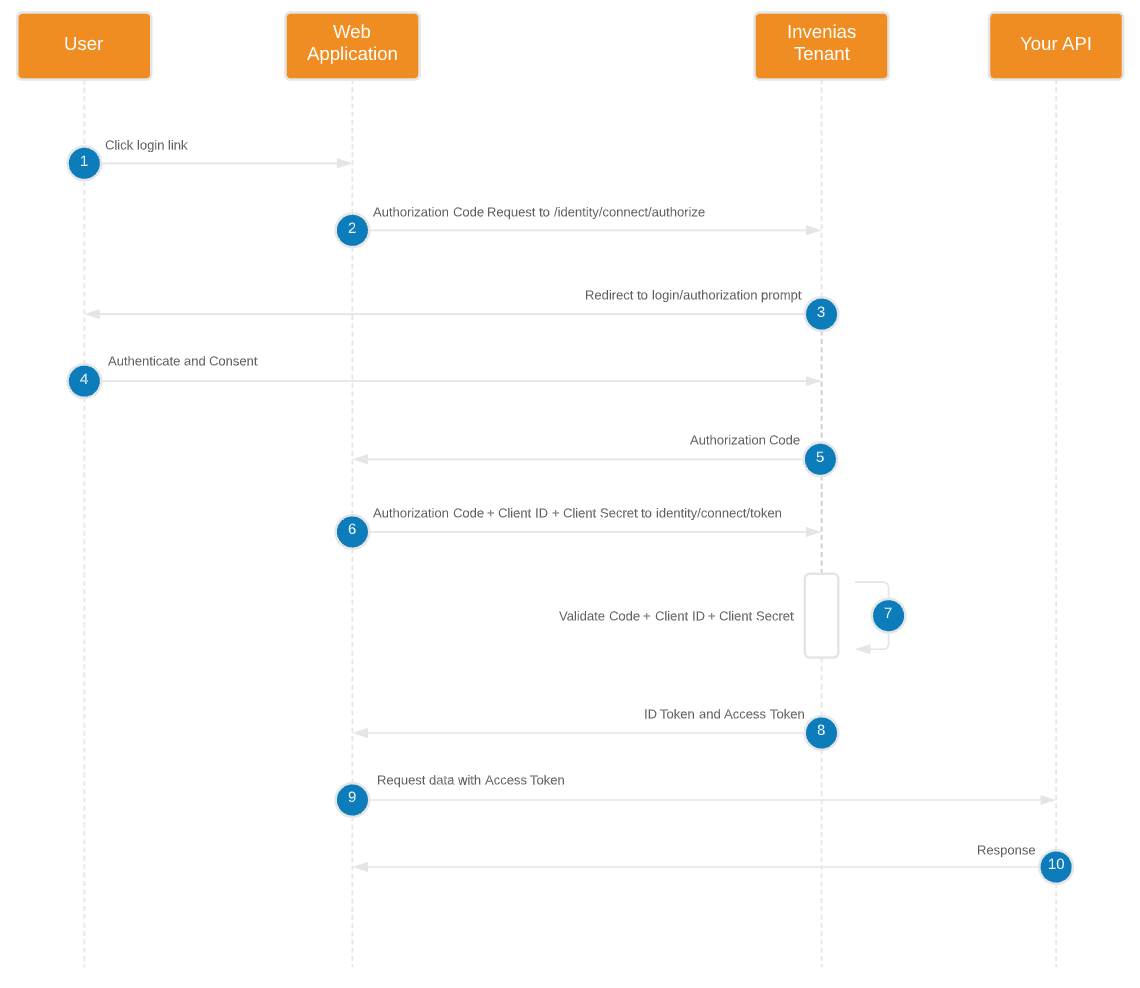 User
Web
Application
Invenias
Tenant
Your API
Click login link
1
Authorization Code Request to /identity/connect/authorize
2
Redirect to login/authorization prompt
3
Authenticate and Consent
4
Authorization Code
5
Authorization Code + Client ID + Client Secret to identity/connect/token
6
Validate Code + Client ID + Client Secret
7
ID Token and Access Token
8
Request data with Access Token
9
Response
10